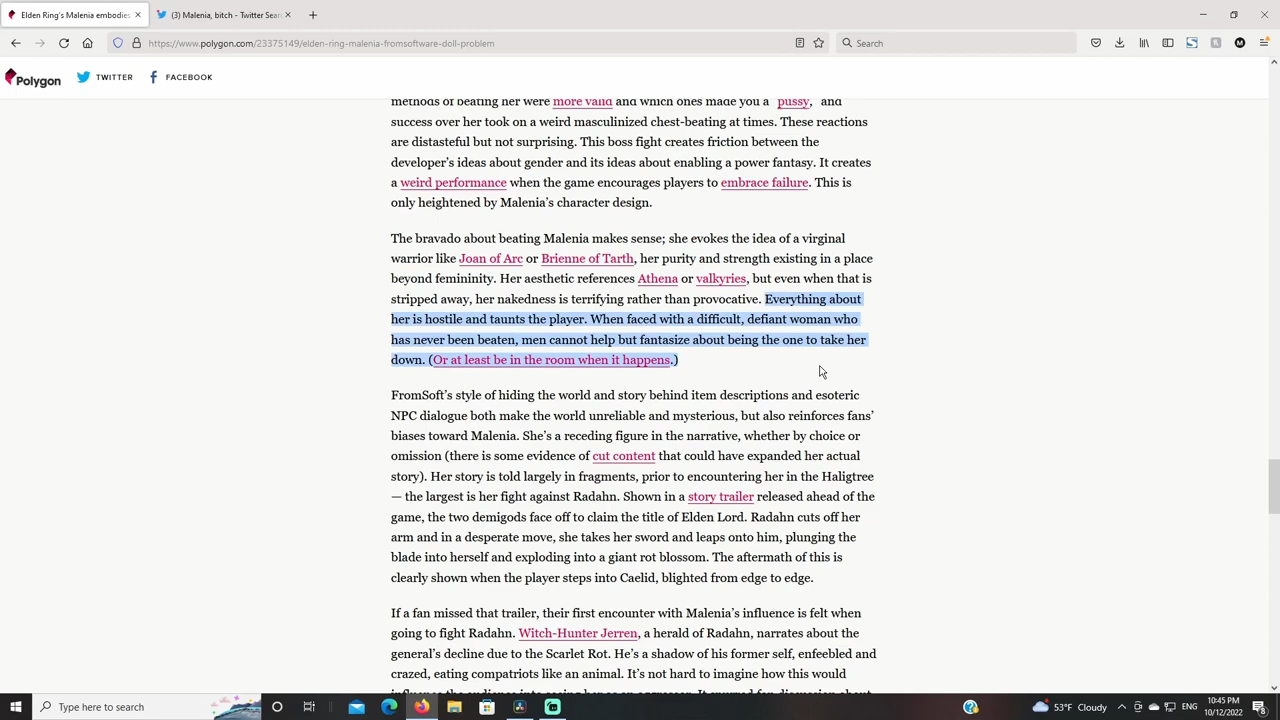 Elden Ring's Malenia embodies
(3) Malenia, bitch - Twitter Sear
https://www.polygon.com/23375149/elden-ring-malenia-fromsoftware-doll-problem
Search
Polygon
TWITTER
FACEBOOK
methods of beating her were more valid and which ones made you a "pussy," and
success over her took on a weird masculinized chest-beating at times. These reactions
are distasteful but not surprising. This boss fight creates friction between the
developer's ideas about gender and its ideas about enabling a power fantasy. It creates
a weird performance when the game encourages players to embrace failure. This is
only heightened by Malenia's character design.
The bravado about beating Malenia makes sense; she evokes the idea of a virginal
warrior like Joan of Arc or Brienne of Tarth, her purity and strength existing in a place
beyond femininity. Her aesthetic references Athena or valkyries, but even when that is
stripped away, her nakedness is terrifying rather than provocative. Everything about
her is hostile and taunts the player. When faced with a difficult, defiant woman who
has never been beaten, men cannot help but fantasize about being the one to take her
down. (Or at least be in the room when it happens.)
FromSoft's style of hiding the world and story behind item descriptions and esoteric
NPC dialogue both make the world unreliable and mysterious, but also reinforces fans'
biases toward Malenia. She's a receding figure in the narrative, whether by choice or
omission (there is some evidence of cut content that could have expanded her actual
story). Her story is told largely in fragments, prior to encountering her in the Haligtree
— the largest is her fight against Radahn. Shown in a story trailer released ahead of the
game, the two demigods face off to claim the title of Elden Lord. Radahn cuts off her
arm and in a desperate move, she takes her sword and leaps onto him, plunging the
blade into herself and exploding into a giant rot blossom. The aftermath of this is
clearly shown when the player steps into Caelid, blighted from edge to edge.
If a fan missed that trailer, their first encounter with Malenia's influence is felt when
going to fight Radahn. Witch-Hunter Jerren, a herald of Radahn, narrates about the
general's decline due to the Scarlet Rot. He's a shadow of his former self, enfeebled and
crazed, eating compatriots like an animal. It's not hard to imagine how this would
Type here to search
53°F Cloudy
10:45 PM
10/12/2022
8